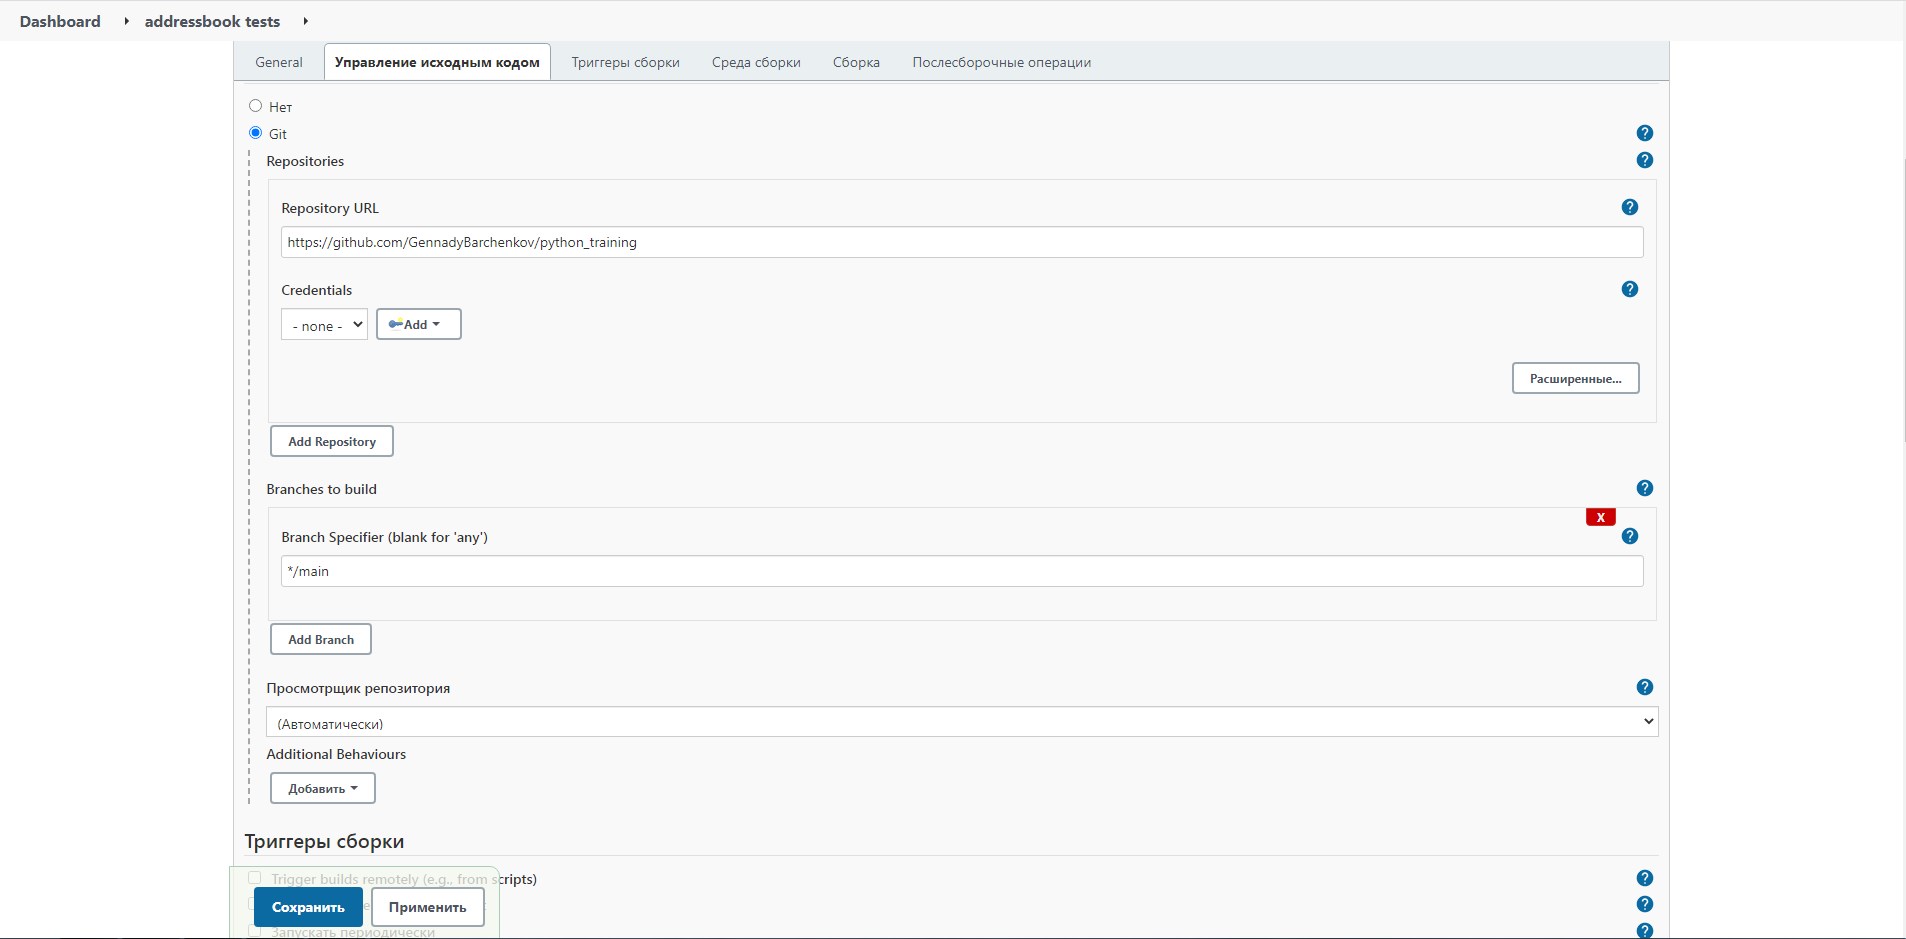 Dashboard addressbook tests
General Управление исходным кодом Триггеры сборки Среда сборки Сборка Послесборочные операции
Нет
Git
?
Repositories
?
Repository URL
?
https://github.com/GennadyBarchenkov/python_training
Credentials
?
- none - Add
Расширенные...
Add Repository
Branches to build
?
X
Branch Specifier (blank for 'any')
?
*/main
Add Branch
Просмотрщик репозитория
?
(Автоматически)
Additional Behaviours
Добавить
Триггеры сборки
Trigger builds remotely (e.g., from scripts)
?
Сохранить Применить
?
Запускать периодически
?